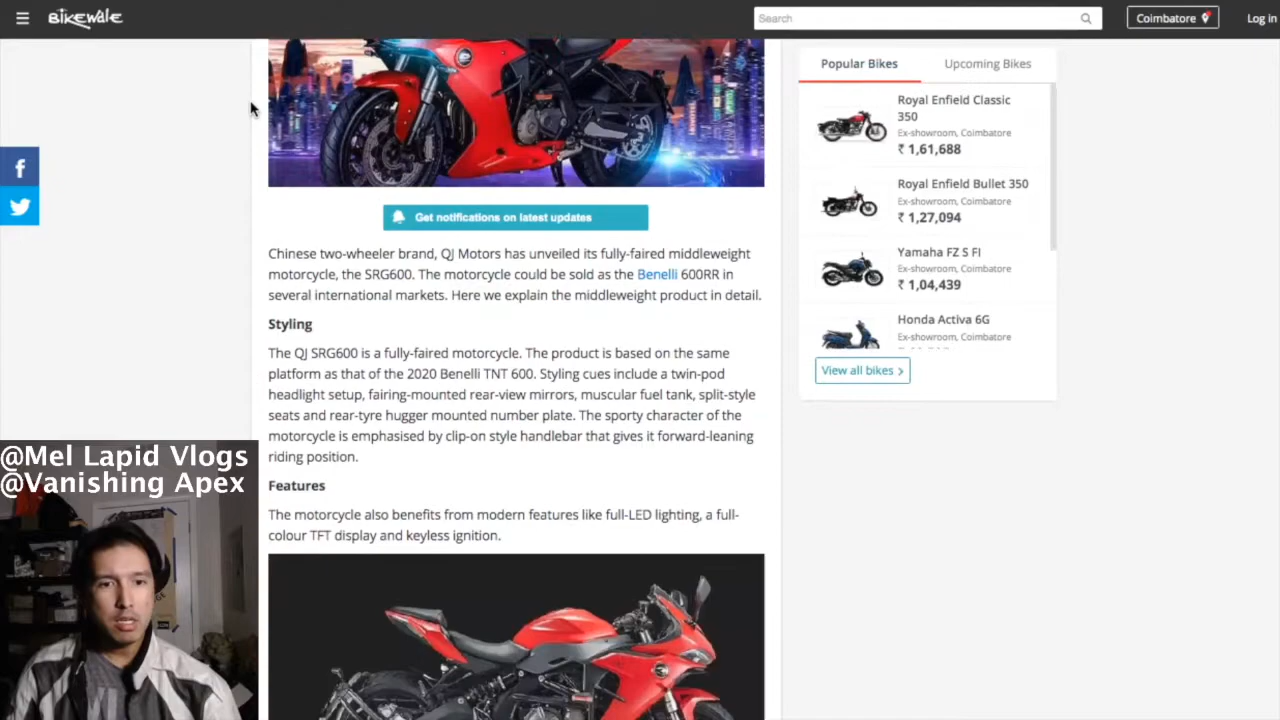 BikeWale
Search
Coimbatore
Log in
Popular Bikes
Upcoming Bikes
Royal Enfield Classic
350
Ex-showroom, Coimbatore
₹ 1,61,688
Royal Enfield Bullet 350
Ex-showroom, Coimbatore
₹ 1,27,094
Yamaha FZ S FI
Ex-showroom, Coimbatore
₹ 1,04,439
Honda Activa 6G
Ex-showroom, Coimbatore
View all bikes
Get notifications on latest updates
Chinese two-wheeler brand, QJ Motors has unveiled its fully-faired middleweight
motorcycle, the SRG600. The motorcycle could be sold as the Benelli 600RR in
several international markets. Here we explain the middleweight product in detail.
Styling
The QJ SRG600 is a fully-faired motorcycle. The product is based on the same
platform as that of the 2020 Benelli TNT 600. Styling cues include a twin-pod
headlight setup, fairing-mounted rear-view mirrors, muscular fuel tank, split-style
seats and rear-tyre hugger mounted number plate. The sporty character of the
motorcycle is emphasised by clip-on style handlebar that gives it forward-leaning
riding position.
Features
The motorcycle also benefits from modern features like full-LED lighting, a full-
colour TFT display and keyless ignition.
@Mel Lapid Vlogs
@Vanishing Apex